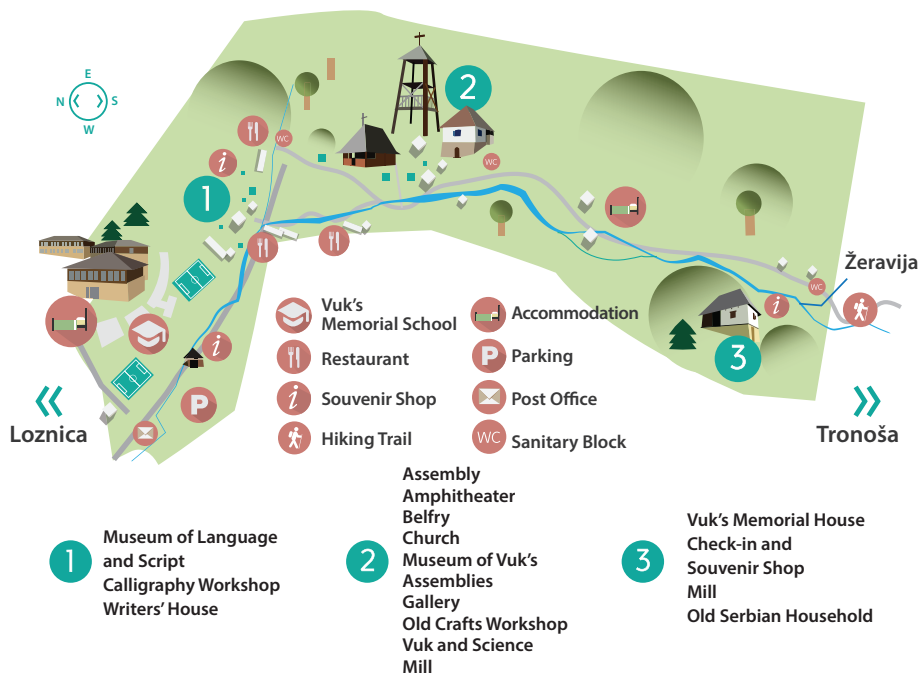 E
N S
W
2
WC
i
WC
1
Žeravija
WC
i
Vuk's
Memorial School
Accommodation
i
3
Restaurant
P
Parking
P
i
Souvenir Shop
Post Office
Loznica
Tronoša
Hiking Trail
WC
Sanitary Block
1
Museum of Language
and Script
Calligraphy Workshop
Writers' House
2
Assembly
Amphitheater
Belfry
Church
Museum of Vuk's
Assemblies
Gallery
Old Crafts Workshop
Vuk and Science
Mill
3
Vuk's Memorial House
Check-in and
Souvenir Shop
Mill
Old Serbian Household